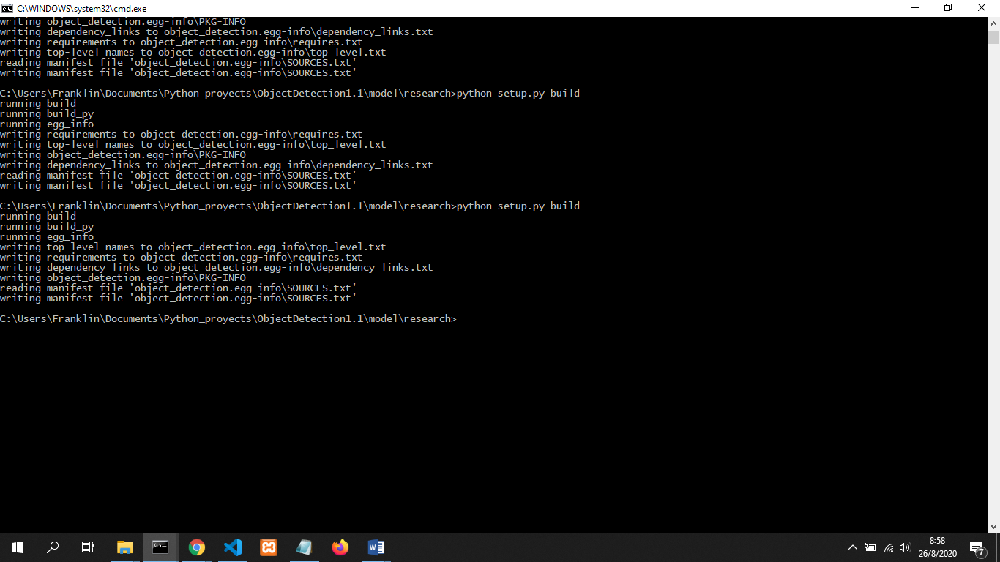 C:\WINDOWS\system32\cmd.exe
writing object_detection.egg-info\PKG-INFO
writing dependency_links to object_detection.egg-info\dependency_links.txt
writing requirements to object_detection.egg-info\requires.txt
writing top-level names to object_detection.egg-info\top_level.txt
reading manifest file 'object_detection.egg-info\SOURCES.txt'
writing manifest file 'object_detection.egg-info\SOURCES.txt'
C:\Users\Franklin\Documents\Python_proyects\ObjectDetection1.1\model\research>python setup.py build
running build
running build_py
running egg_info
writing requirements to object_detection.egg-info\requires.txt
writing top-level names to object_detection.egg-info\top_level.txt
writing object_detection.egg-info\PKG-INFO
writing dependency_links to object_detection.egg-info\dependency_links.txt
reading manifest file 'object_detection.egg-info\SOURCES.txt'
writing manifest file 'object_detection.egg-info\SOURCES.txt'
C:\Users\Franklin\Documents\Python_proyects\ObjectDetection1.1\model\research>python setup.py build
running build
running build_py
running egg_info
writing top-level names to object_detection.egg-info\top_level.txt
writing requirements to object_detection.egg-info\requires.txt
writing dependency_links to object_detection.egg-info\dependency_links.txt
writing object_detection.egg-info\PKG-INFO
reading manifest file 'object_detection.egg-info\SOURCES.txt'
writing manifest file 'object_detection.egg-info\SOURCES.txt'
C:\Users\Franklin\Documents\Python_proyects\ObjectDetection1.1\model\research>
8:58
26/8/2020
7